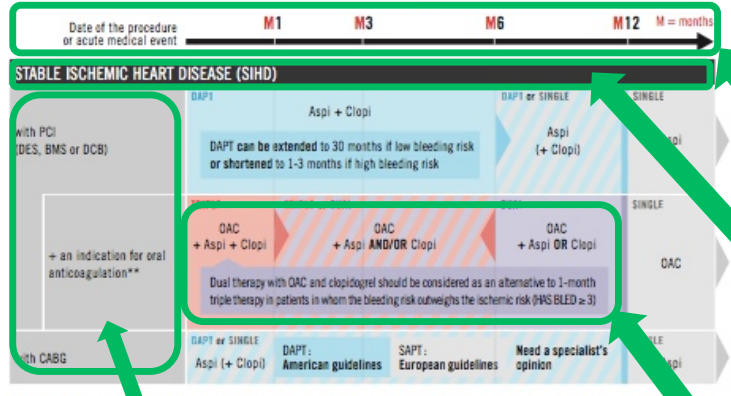 Date of the procedure
or acute medical event
M1 M3 M6 M12 M = months
STABLE ISCHEMIC HEART DISEASE (SIHD)
with PCI
(DES, BMS or DCB)
DAPT
Aspi + Clopi
DAPT can be extended to 30 months if low bleeding risk
or shortened to 1-3 months if high bleeding risk
DAPT or SINGLE
Aspi
(+ Clopi)
SINGLE
+ an indication for oral
anticoagulation**
OAC
+ Aspi + Clopi
OAC
+ Aspi AND/OR Clopi
OAC
+ Aspi OR Clopi
SINGLE
OAC
Dual therapy with OAC and clopidogrel should be considered as an alternative to 1-month
triple therapy in patients in whom the bleeding risk outweighs the ischemic risk (HAS BLED ≥ 3)
with CABG
DAPT or SINGLE
Aspi (+ Clopi)
DAPT:
American guidelines
SAPT:
European guidelines
Need a specialist's
opinion